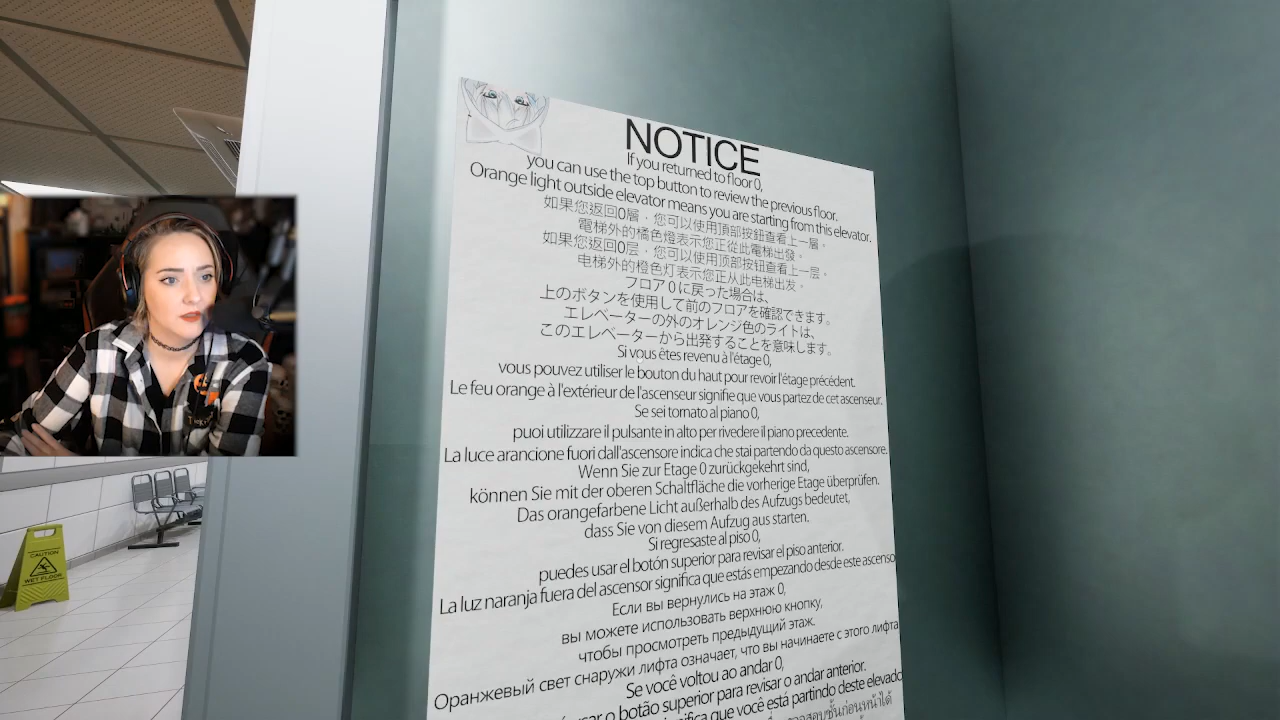 NOTICE
If you returned to floor 0,
you can use the top button to review the previous floor.
Orange light outside elevator means you are starting from this elevator.
如果您返回0層，您可以使用頂部按鈕查看上一層。
電梯外的橘色燈表示您正從此電梯出發。
如果您返回0层，您可以使用顶部按钮查看上一层。
电梯外的橙色灯表示您正从此电梯出发。
フロア 0 に戻った場合は、
上のボタンを使用して前のフロアを確認できます。
エレベーターの外のオレンジ色のライトは、
このエレベーターから出発することを意味します。
Si vous êtes revenu à l'étage 0,
vous pouvez utiliser le bouton du haut pour revoir l'étage précédent.
Le feu orange à l'extérieur de l'ascenseur signifie que vous partez de cet ascenseur.
Se sei tornato al piano 0,
puoi utilizzare il pulsante in alto per rivedere il piano precedente.
La luce arancione fuori dall'ascensore indica che stai partendo da questo ascensore.
Wenn Sie zur Etage 0 zurückgekehrt sind,
können Sie mit der oberen Schaltfläche die vorherige Etage überprüfen.
Das orangefarbene Licht außerhalb des Aufzugs bedeutet,
dass Sie von diesem Aufzug aus starten.
Si regresaste al piso 0,
puedes usar el botón superior para revisar el piso anterior.
La luz naranja fuera del ascensor significa que estás empezando desde este ascenso
Если вы вернулись на этаж 0,
вы можете использовать верхнюю кнопку,
чтобы просмотреть предыдущий этаж.
Оранжевый свет снаружи лифта означает, что вы начинаете с этого лифта
Se você voltou ao andar 0,
usar o botão superior para revisar o andar anterior.
significa que você está partindo deste elevado
CAUTION
WET FLOOR